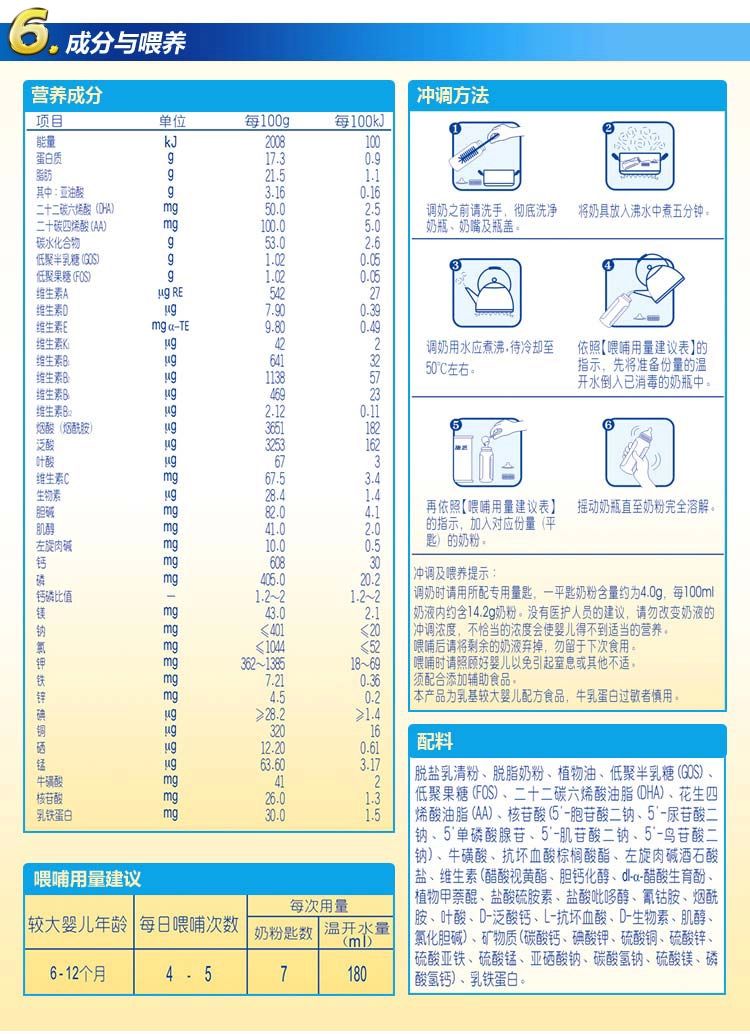 6. 成分与喂养
营养成分
项目 单位 每100g 每100kJ
能量 kJ 2008 100
蛋白质 g 17.3 0.9
脂肪 g 21.5 1.1
其中：亚油酸 g 3.16 0.16
二十二碳六烯酸 (DHA) mg 50.0 2.5
二十碳四烯酸 (AA) mg 100.0 5.0
碳水化合物 g 53.0 2.6
低聚半乳糖 (GOS) g 1.02 0.05
低聚果糖 (FOS) g 1.02 0.05
维生素A μg RE 542 27
维生素D μg 7.90 0.39
维生素E mg α-TE 9.80 0.49
维生素K₁ μg 42 2
维生素B₁ μg 641 32
维生素B₂ μg 1138 57
维生素B₆ μg 469 23
维生素B₁₂ μg 2.12 0.11
烟酸（烟酰胺） μg 3651 182
泛酸 μg 3253 162
叶酸 μg 67 3
维生素C mg 67.5 3.4
生物素 μg 28.4 1.4
胆碱 mg 82.0 4.1
肌醇 mg 41.0 2.0
左旋肉碱 mg 10.0 0.5
钙 mg 608 30
磷 mg 405.0 20.2
钙磷比值 — 1.2~2 1.2~2
镁 mg 43.0 2.1
钠 mg ≤401 ≤20
氯 mg ≤1044 ≤52
钾 mg 362~1385 18~69
铁 mg 7.21 0.36
锌 mg 4.5 0.2
碘 μg ≥28.2 ≥1.4
铜 μg 320 16
硒 μg 12.20 0.61
锰 μg 63.60 3.17
牛磺酸 mg 41 2
核苷酸 mg 26.0 1.3
乳铁蛋白 mg 30.0 1.5
喂哺用量建议
较大婴儿年龄 每日喂哺次数 每次用量
奶粉匙数 温开水量
(ml)
6-12个月 4 - 5 7 180
冲调方法
1
调奶之前请洗手，彻底洗净
奶瓶、奶嘴及瓶盖。
2
将奶具放入沸水中煮五分钟。
3
调奶用水应煮沸，待冷却至
50℃左右。
4
依照【喂哺用量建议表】的
指示，先将准备份量的温
开水倒入已消毒的奶瓶中。
5
再依照【喂哺用量建议表】
的指示，加入对应份量（平
匙）的奶粉。
6
摇动奶瓶直至奶粉完全溶解。
冲调及喂养提示：
调奶时请用所配专用量匙，一平匙奶粉含量约为4.0g，每100ml
奶液内约含14.2g奶粉。没有医护人员的建议，请勿改变奶液的
冲调浓度，不恰当的浓度会使婴儿得不到适当的营养。
喂哺后请将剩余的奶液弃掉，勿留于下次食用。
喂哺时请照顾好婴儿以免引起窒息或其他不适。
须配合添加辅助食品。
本产品为乳基较大婴儿配方食品，牛乳蛋白过敏者慎用。
配料
脱盐乳清粉、脱脂奶粉、植物油、低聚半乳糖(GOS)、
低聚果糖(FOS)、二十二碳六烯酸油脂(DHA)、花生四
烯酸油脂(AA)、核苷酸(5′-胞苷酸二钠、5′-尿苷酸二
钠、5′单磷酸腺苷、5′-肌苷酸二钠、5′-鸟苷酸二
钠)、牛磺酸、抗坏血酸棕榈酸酯、左旋肉碱酒石酸
盐、维生素(醋酸视黄酯、胆钙化醇、dl-α-醋酸生育酚、
植物甲萘醌、盐酸硫胺素、盐酸吡哆醇、氰钴胺、烟酰
胺、叶酸、D-泛酸钙、L-抗坏血酸、D-生物素、肌醇、
氯化胆碱)、矿物质(碳酸钙、碘酸钾、硫酸铜、硫酸锌、
硫酸亚铁、硫酸锰、亚硒酸钠、碳酸氢钠、硫酸镁、磷
酸氢钙)、乳铁蛋白。